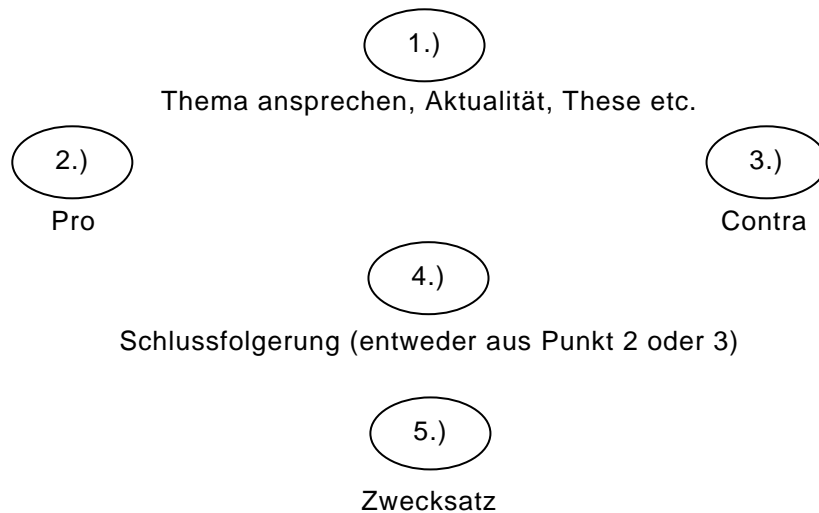 1.)
Thema ansprechen, Aktualität, These etc.
2.)
3.)
Pro
Contra
4.)
Schlussfolgerung (entweder aus Punkt 2 oder 3)
5.)
Zwecksatz